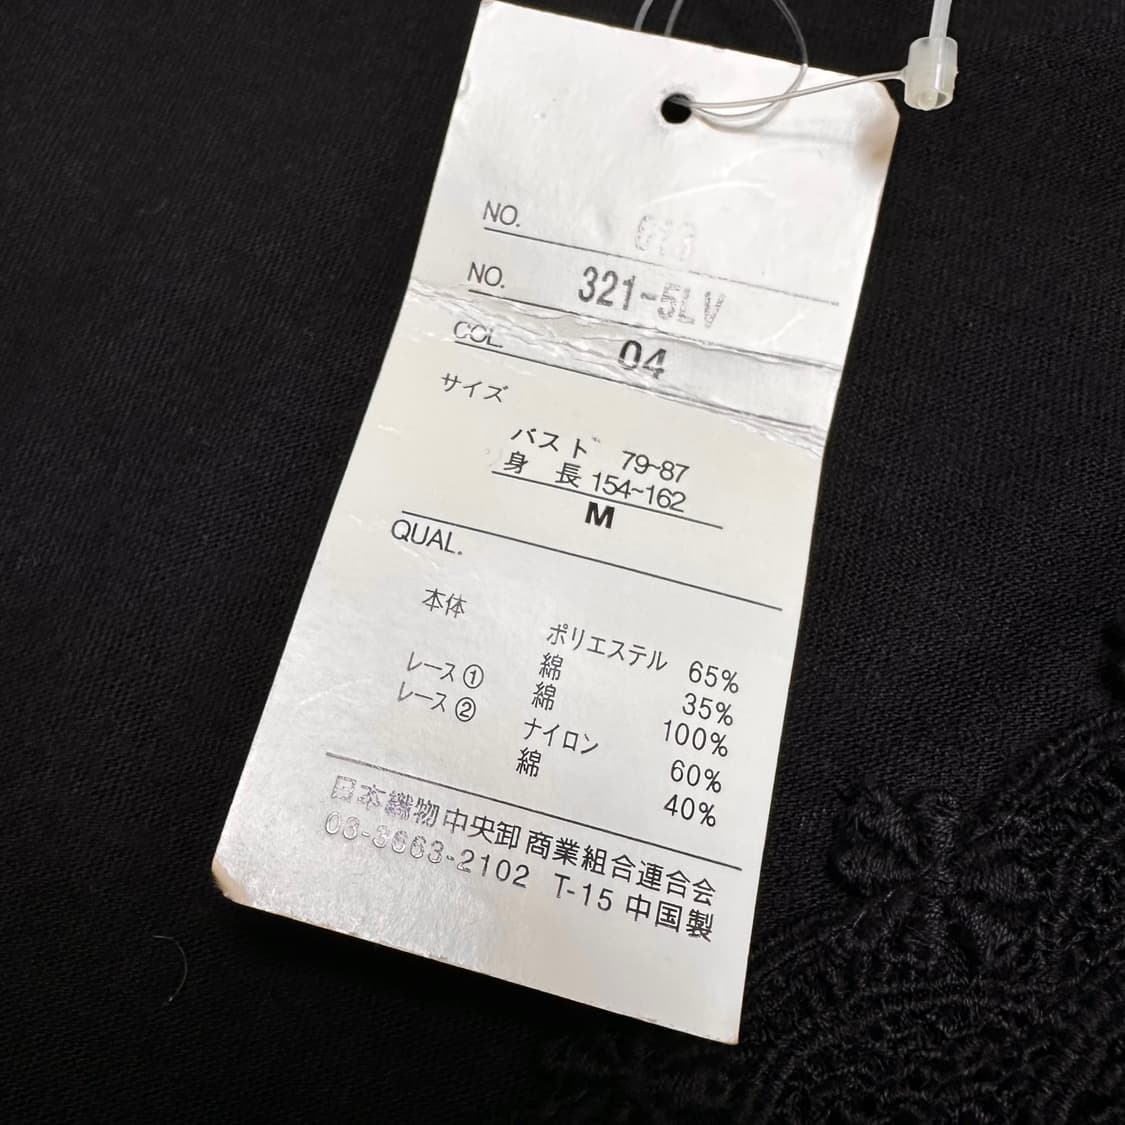 NO. 613
NO. 321-5LV
COL. 04
サイズ
バスト 79~87
身 長 154~162
M
QUAL.
本体 ポリエステル 65%
綿 35%
レース① 綿 100%
レース② ナイロン 60%
綿 40%
日本織物中央卸商業組合連合会
03-3663-2102 T-15 中国製